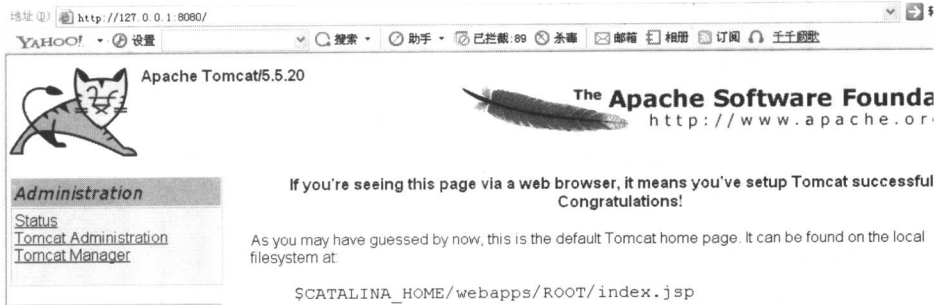 地址(D) http://127.0.0.1:8080/
YAHOO! 设置 搜索 助手 已拦截:89 杀毒 邮箱 相册 订阅 千千静听
Apache Tomcat/5.5.20
The Apache Software Founda
http://www.apache.or
Administration
Status
Tomcat Administration
Tomcat Manager
If you're seeing this page via a web browser, it means you've setup Tomcat successful
Congratulations!
As you may have guessed by now, this is the default Tomcat home page. It can be found on the local
filesystem at:
$CATALINA_HOME/webapps/ROOT/index.jsp